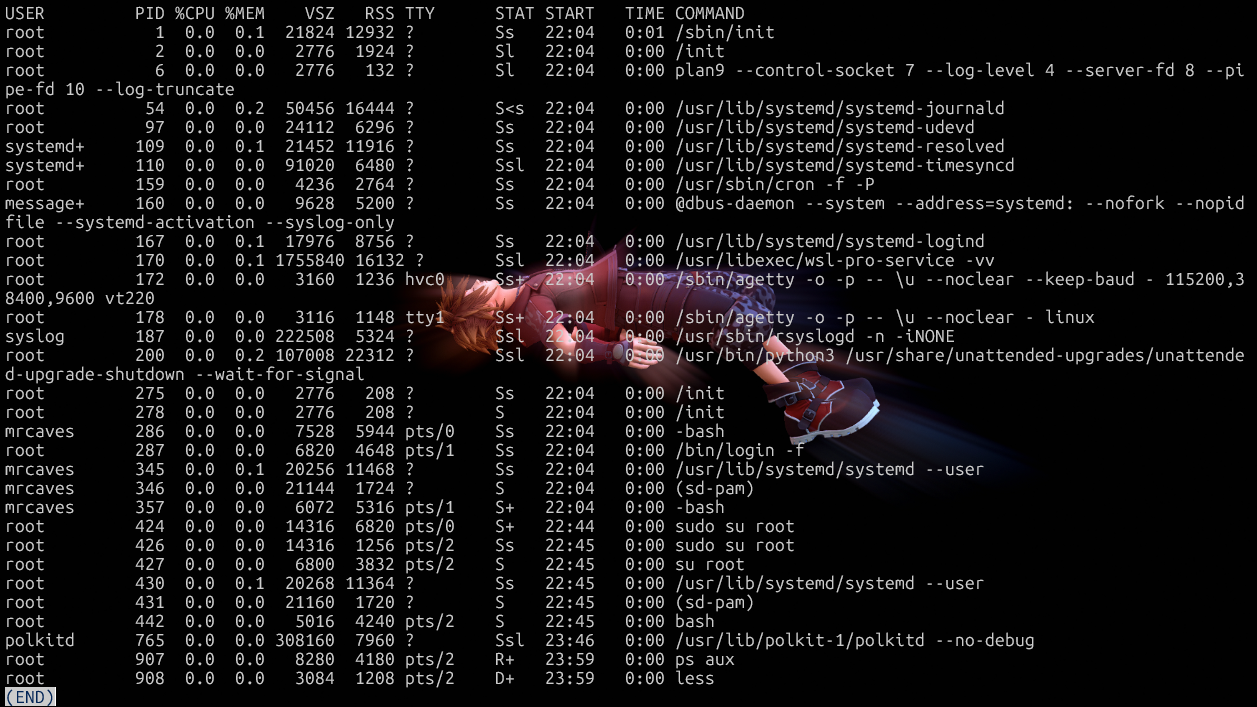 USER         PID %CPU %MEM    VSZ   RSS TTY      STAT START   TIME COMMAND
root           1  0.0  0.1  21824 12932 ?        Ss   22:04   0:01 /sbin/init
root           2  0.0  0.0   2776  1924 ?        Sl   22:04   0:00 /init
root           6  0.0  0.0   2776   132 ?        Sl   22:04   0:00 plan9 --control-socket 7 --log-level 4 --server-fd 8 --pi
pe-fd 10 --log-truncate
root          54  0.0  0.2  50456 16444 ?        S<s  22:04   0:00 /usr/lib/systemd/systemd-journald
root          97  0.0  0.0  24112  6296 ?        Ss   22:04   0:00 /usr/lib/systemd/systemd-udevd
systemd+     109  0.0  0.1  21452 11916 ?        Ss   22:04   0:00 /usr/lib/systemd/systemd-resolved
systemd+     110  0.0  0.0  91020  6480 ?        Ssl  22:04   0:00 /usr/lib/systemd/systemd-timesyncd
root         159  0.0  0.0   4236  2764 ?        Ss   22:04   0:00 /usr/sbin/cron -f -P
message+     160  0.0  0.0   9628  5200 ?        Ss   22:04   0:00 @dbus-daemon --system --address=systemd: --nofork --nopid
file --systemd-activation --syslog-only
root         167  0.0  0.1  17976  8756 ?        Ss   22:04   0:00 /usr/lib/systemd/systemd-logind
root         170  0.0  0.1 1755840 16132 ?       Ssl  22:04   0:00 /usr/libexec/wsl-pro-service -vv
root         172  0.0  0.0   3160  1236 hvc0     Ss+  22:04   0:00 /sbin/agetty -o -p -- \u --noclear --keep-baud - 115200,3
8400,9600 vt220
root         178  0.0  0.0   3116  1148 tty1     Ss+  22:04   0:00 /sbin/agetty -o -p -- \u --noclear - linux
syslog       187  0.0  0.0 222508  5324 ?        Ssl  22:04   0:00 /usr/sbin/rsyslogd -n -iNONE
root         200  0.0  0.2 107008 22312 ?        Ssl  22:04   0:00 /usr/bin/python3 /usr/share/unattended-upgrades/unattende
d-upgrade-shutdown --wait-for-signal
root         275  0.0  0.0   2776   208 ?        Ss   22:04   0:00 /init
root         278  0.0  0.0   2776   208 ?        S    22:04   0:00 /init
mrcaves      286  0.0  0.0   7528  5944 pts/0    Ss   22:04   0:00 -bash
root         287  0.0  0.0   6820  4648 pts/1    Ss   22:04   0:00 /bin/login -f
mrcaves      345  0.0  0.1  20256 11468 ?        Ss   22:04   0:00 /usr/lib/systemd/systemd --user
mrcaves      346  0.0  0.0  21144  1724 ?        S    22:04   0:00 (sd-pam)
mrcaves      357  0.0  0.0   6072  5316 pts/1    S+   22:04   0:00 -bash
root         424  0.0  0.0  14316  6820 pts/0    S+   22:44   0:00 sudo su root
root         426  0.0  0.0  14316  1256 pts/2    Ss   22:45   0:00 sudo su root
root         427  0.0  0.0   6800  3832 pts/2    S    22:45   0:00 su root
root         430  0.0  0.1  20268 11364 ?        Ss   22:45   0:00 /usr/lib/systemd/systemd --user
root         431  0.0  0.0  21160  1720 ?        S    22:45   0:00 (sd-pam)
root         442  0.0  0.0   5016  4240 pts/2    S    22:45   0:00 bash
polkitd      765  0.0  0.0 308160  7960 ?        Ssl  23:46   0:00 /usr/lib/polkit-1/polkitd --no-debug
root         907  0.0  0.0   8280  4180 pts/2    R+   23:59   0:00 ps aux
root         908  0.0  0.0   3084  1208 pts/2    D+   23:59   0:00 less
(END)